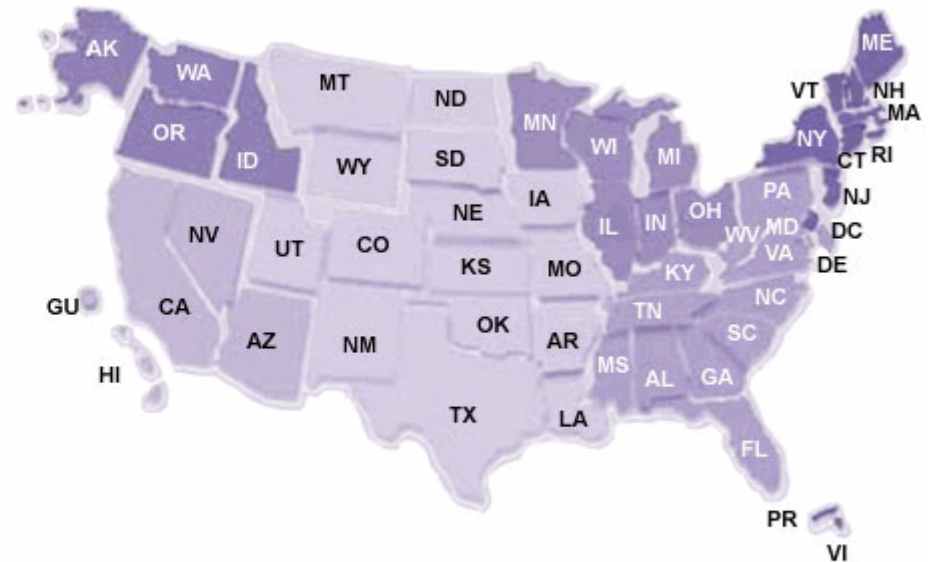 AK
WA
MT
ND
MN
ME
VT
NH
MA
OR
ID
WY
SD
WI
MI
NY
CT
RI
NV
UT
CO
NE
IA
IL
IN
OH
PA
NJ
WV
MD
DC
VA
DE
KS
MO
KY
GU
CA
AZ
NM
OK
AR
TN
NC
SC
HI
TX
LA
MS
AL
GA
FL
PR
VI